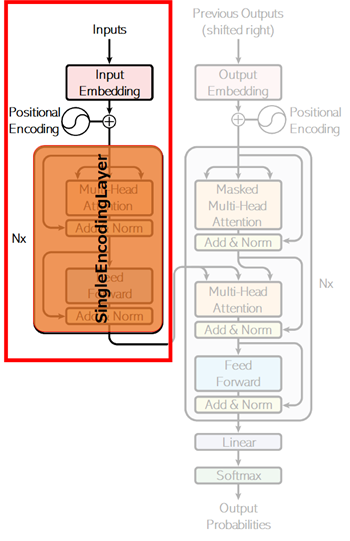 Inputs
Input
Embedding
Positional
Encoding
Nx
Multi-Head
Attention
Add & Norm
Feed
Forward
Add & Norm
SingleEncodingLayer
Previous Outputs
(shifted right)
Output
Embedding
Positional
Encoding
Masked
Multi-Head
Attention
Add & Norm
Nx
Multi-Head
Attention
Add & Norm
Feed
Forward
Add & Norm
Linear
Softmax
Output
Probabilities